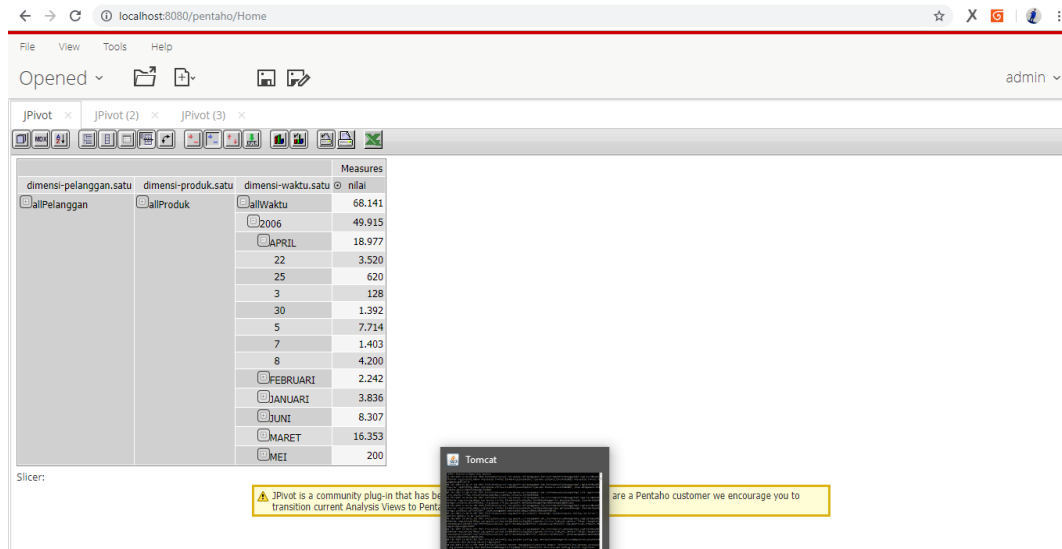 localhost:8080/pentaho/Home
File View Tools Help
Opened
admin
JPivot × JPivot (2) × JPivot (3) ×
MDX
Measures
dimensi-pelanggan.satu dimensi-produk.satu dimensi-waktu.satu nilai
allPelanggan allProduk allWaktu 68.141
2006 49.915
APRIL 18.977
22 3.520
25 620
3 128
30 1.392
5 7.714
7 1.403
8 4.200
FEBRUARI 2.242
JANUARI 3.836
JUNI 8.307
MARET 16.353
MEI 200
Slicer:
Tomcat
JPivot is a community plug-in that has be are a Pentaho customer we encourage you to
transition current Analysis Views to Penta